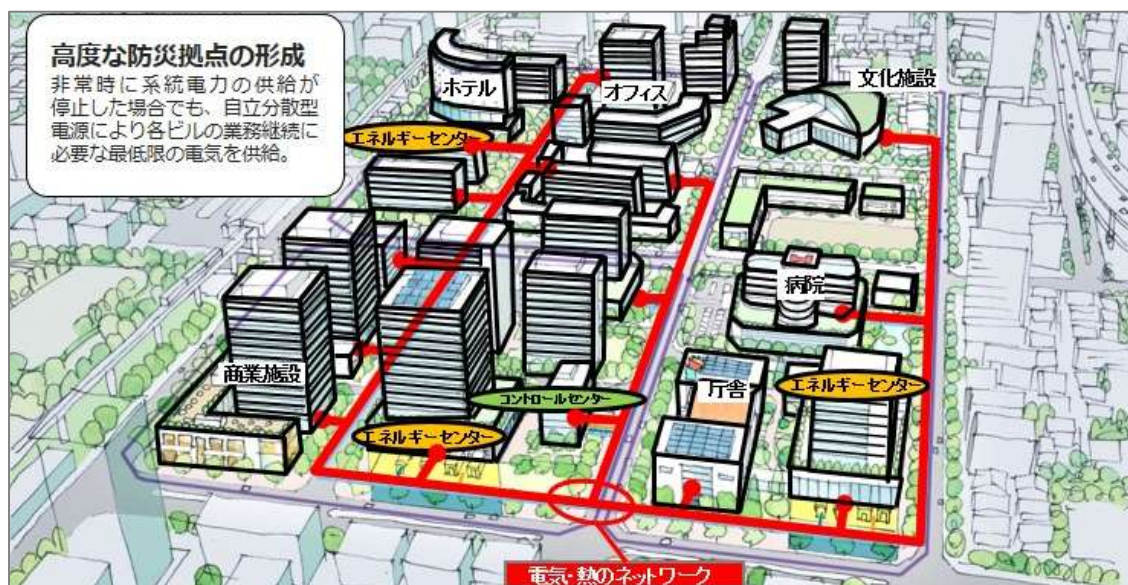 高度な防災拠点の形成
非常時に系統電力の供給が
停止した場合でも、自立分散型
電源により各ビルの業務継続に
必要な最低限の電気を供給。
ホテル
オフィス
文化施設
エネルギーセンター
病院
商業施設
庁舎
エネルギーセンター
コントロールセンター
エネルギーセンター
電気・熱のネットワーク